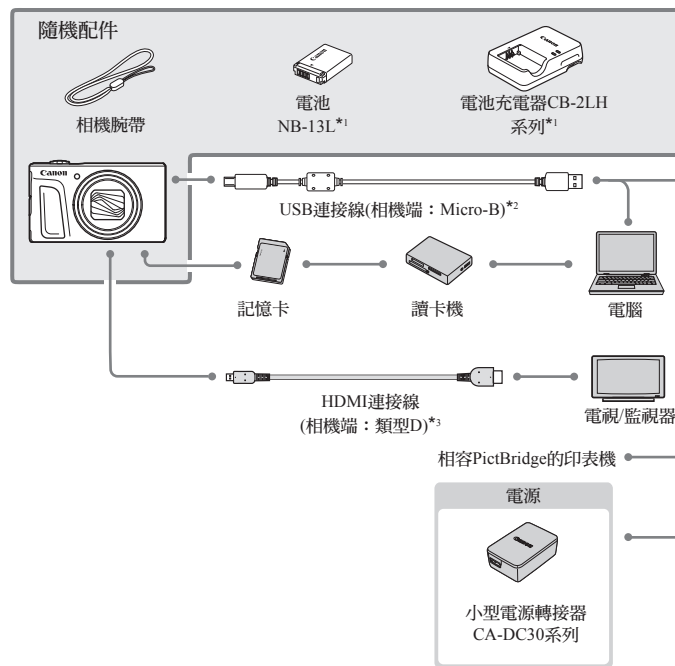 隨機配件
Canon
Canon
相機腕帶
電池
NB-13L*1
電池充電器CB-2LH
系列*1
Canon
USB連接線(相機端：Micro-B)*2
記憶卡
讀卡機
電腦
HDMI連接線
(相機端：類型D)*3
電視/監視器
相容PictBridge的印表機
電源
Canon
小型電源轉接器
CA-DC30系列